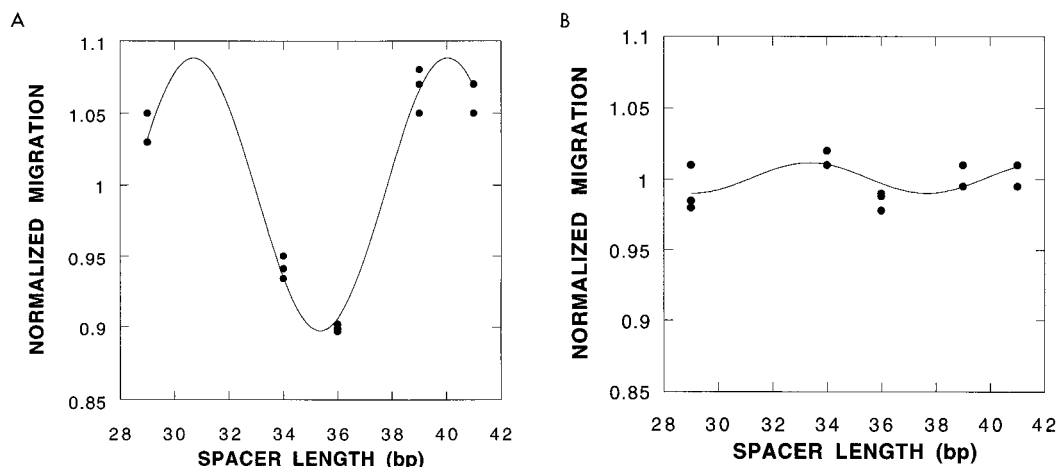 A
1.1
1.05
1
0.95
0.9
0.85
NORMALIZED MIGRATION
28 30 32 34 36 38 40 42
SPACER LENGTH (bp)
B
1.1
1.05
1
0.95
0.9
0.85
NORMALIZED MIGRATION
28 30 32 34 36 38 40 42
SPACER LENGTH (bp)